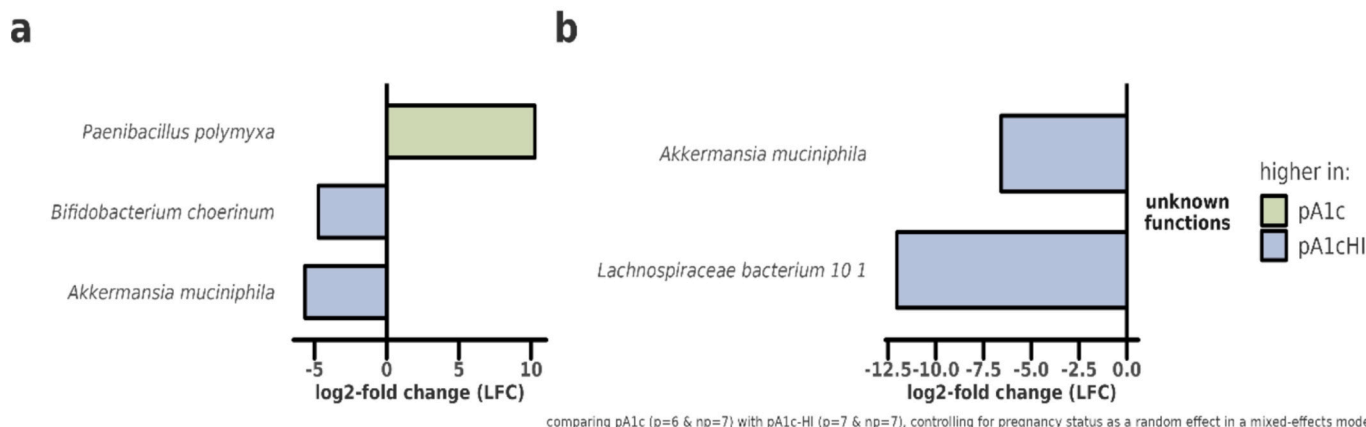 a
b
Paenibacillus polymyxa
Bifidobacterium choerinum
Akkermansia muciniphila
-5 0 5 10
log2-fold change (LFC)
Akkermansia muciniphila
Lachnospiraceae bacterium 10 1
unknown
functions
-12.5 -10.0 -7.5 -5.0 -2.5 0.0
log2-fold change (LFC)
higher in:
pA1c
pA1cHI
comparing pA1c (p=6 & np=7) with pA1c-HI (p=7 & np=7), controlling for pregnancy status as a random effect in a mixed-effects mode